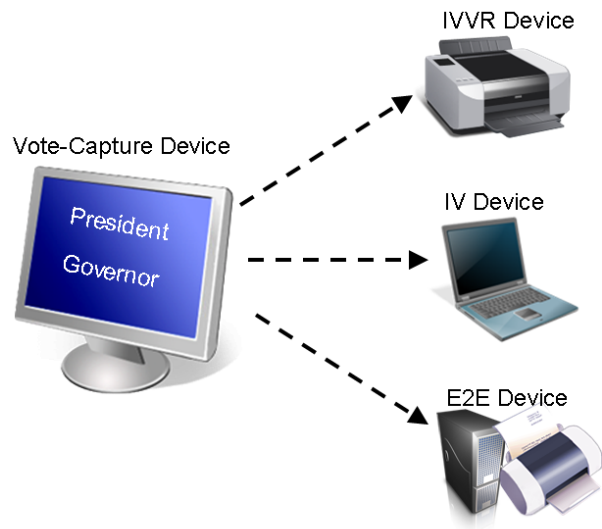 IVVR Device
Vote-Capture Device
President
Governor
IV Device
E2E Device